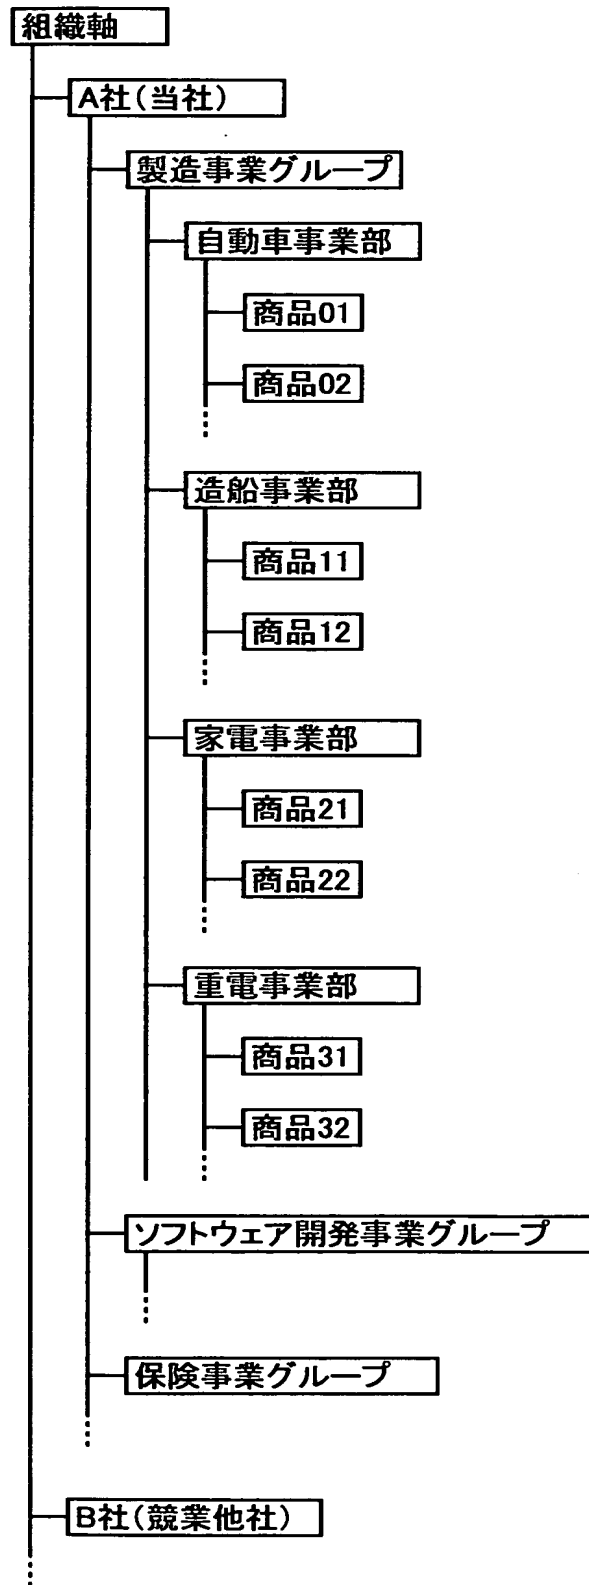 組織軸
A社(当社)
製造事業グループ
自動車事業部
商品01
商品02
造船事業部
商品11
商品12
家電事業部
商品21
商品22
重電事業部
商品31
商品32
ソフトウェア開発事業グループ
保険事業グループ
B社(競業他社)